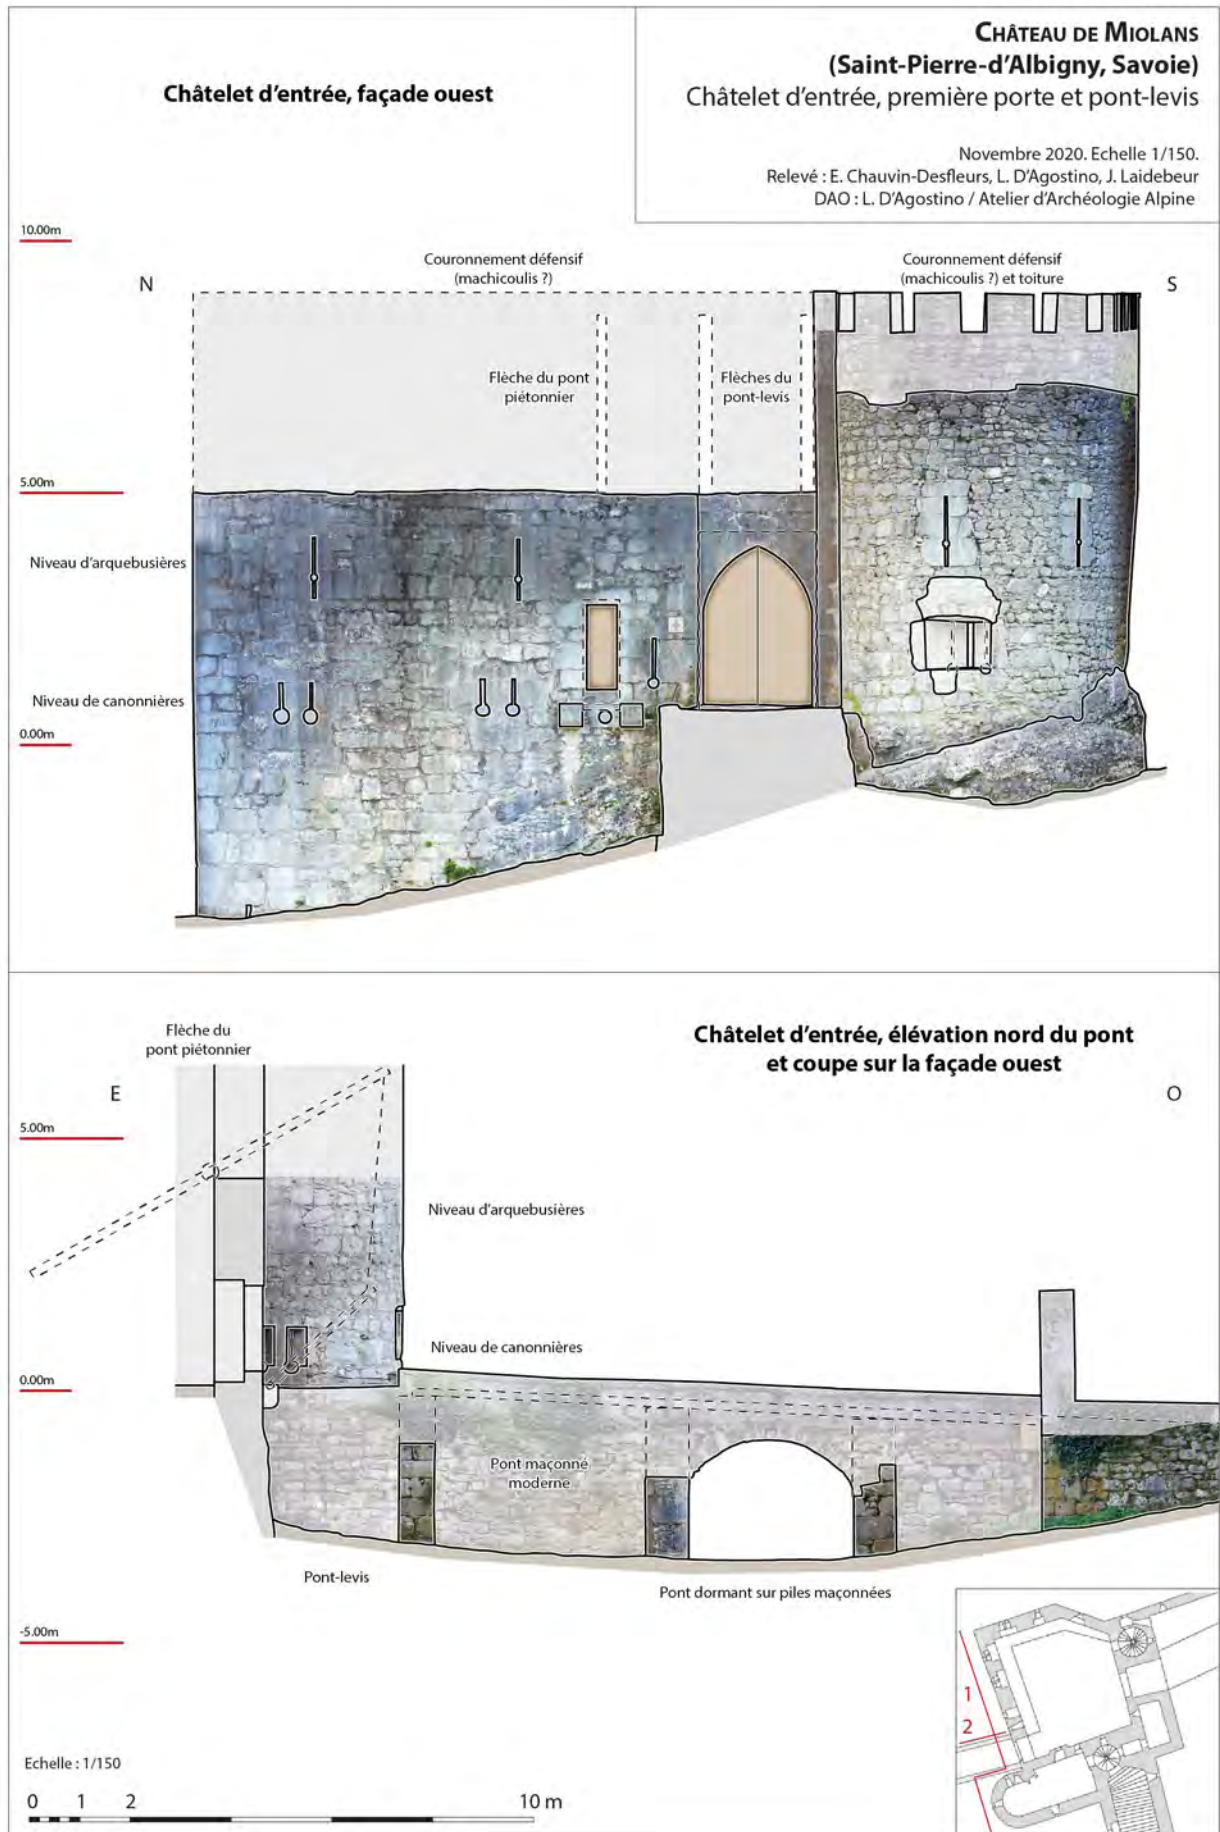 CHÂTEAU DE MIOLANS
(Saint-Pierre-d'Albigny, Savoie)
Châtelet d'entrée, première porte et pont-levis
Novembre 2020. Echelle 1/150.
Relevé : E. Chauvin-Desfleurs, L. D'Agostino, J. Laidebeur
DAO : L. D'Agostino / Atelier d'Archéologie Alpine
Châtelet d'entrée, façade ouest
10.00m
N
Couronnement défensif
(machicoulis ?)
Couronnement défensif
(machicoulis ?) et toiture
S
Flèche du pont
piétonnier
Flèches du
pont-levis
5.00m
Niveau d'arquebusières
Niveau de canonnières
0.00m
Flèche du
pont piétonnier
Châtelet d'entrée, élévation nord du pont
et coupe sur la façade ouest
E
O
5.00m
Niveau d'arquebusières
Niveau de canonnières
0.00m
Pont maçonné
moderne
Pont-levis
Pont dormant sur piles maçonnées
-5.00m
1
2
Echelle : 1/150
0 1 2 10 m